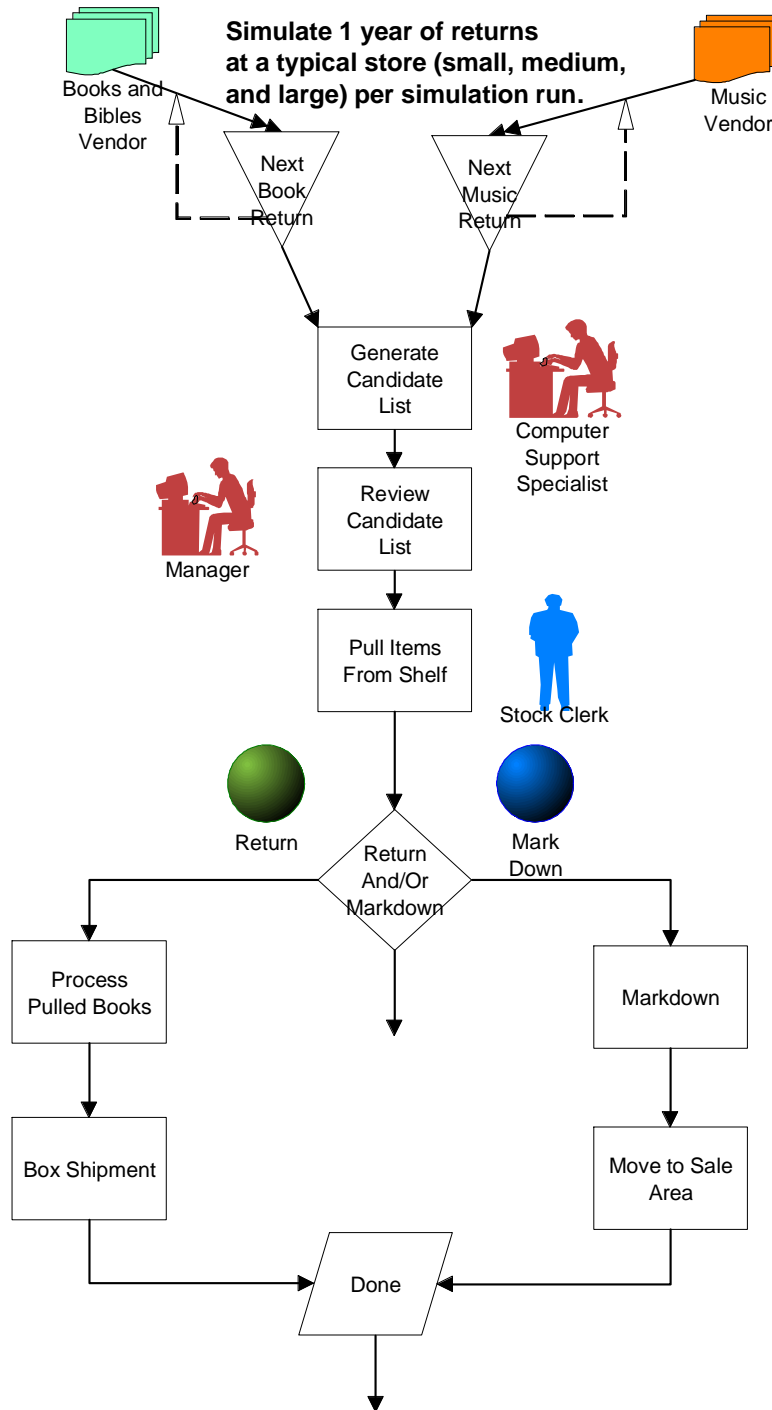 Simulate 1 year of returns
at a typical store (small, medium,
and large) per simulation run.
Books and
Bibles
Vendor
Music
Vendor
Next
Book
Return
Next
Music
Return
Generate
Candidate
List
Computer
Support
Specialist
Review
Candidate
List
Manager
Pull Items
From Shelf
Stock Clerk
Return
Mark
Down
Return
And/Or
Markdown
Process
Pulled Books
Markdown
Box Shipment
Move to Sale
Area
Done